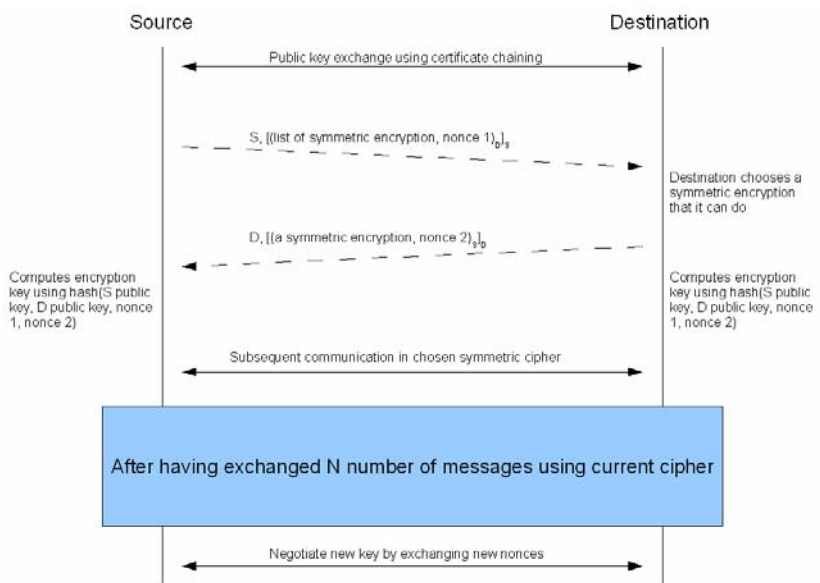 Source
Destination
Public key exchange using certificate chaining
S, [(list of symmetric encryption, nonce 1)D]S
Destination chooses a
symmetric encryption
that it can do
D, [(a symmetric encryption, nonce 2)S]D
Computes encryption
key using hash(S public
key, D public key, nonce
1, nonce 2)
Computes encryption
key using hash(S public
key, D public key, nonce
1, nonce 2)
Subsequent communication in chosen symmetric cipher
After having exchanged N number of messages using current cipher
Negotiate new key by exchanging new nonces